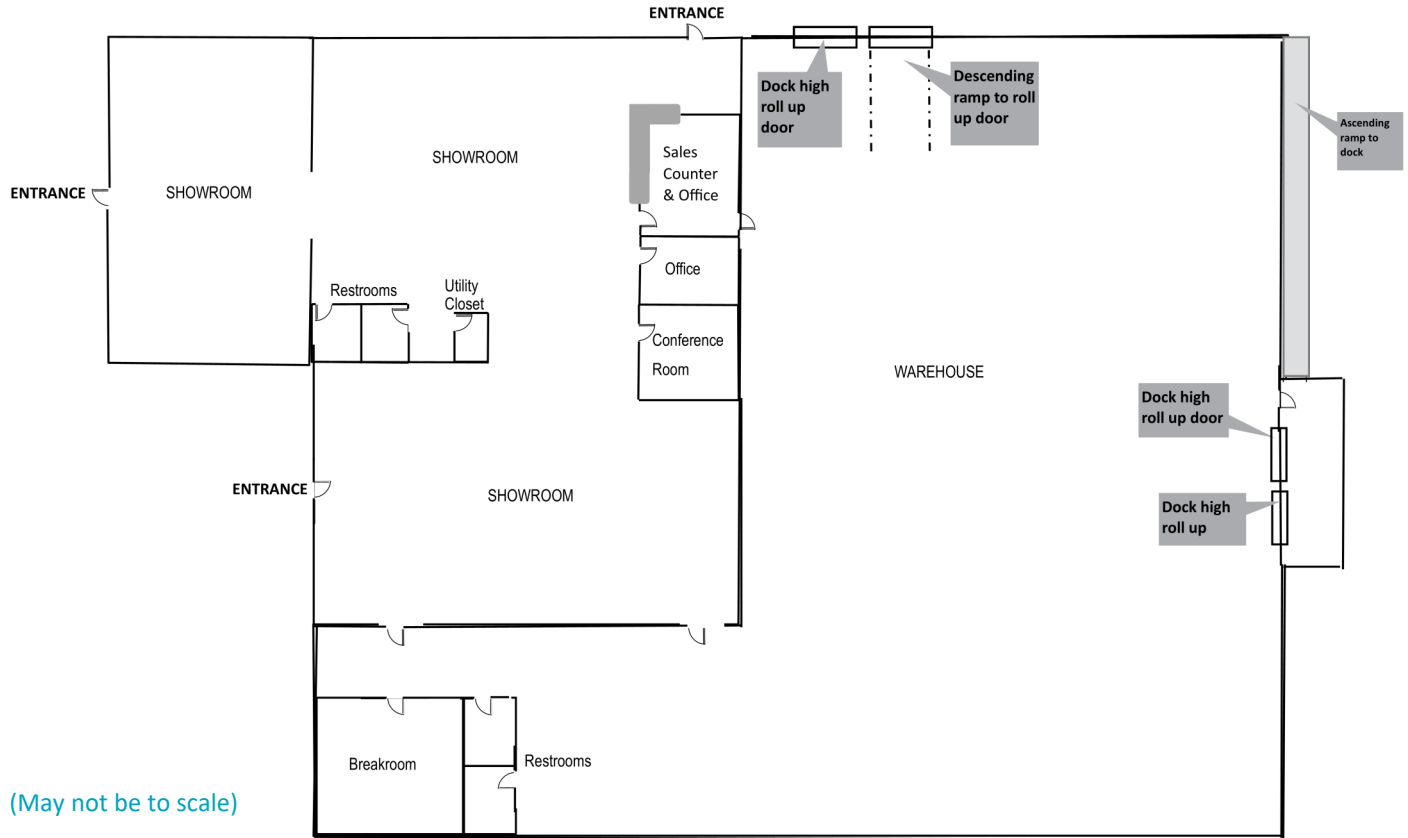 ENTRANCE
Dock high
roll up
door
Descending
ramp to roll
up door
Ascending
ramp to
dock
SHOWROOM
Sales
Counter
& Office
ENTRANCE
SHOWROOM
Office
Restrooms
Utility
Closet
Conference
Room
WAREHOUSE
Dock high
roll up door
ENTRANCE
SHOWROOM
Dock high
roll up
Breakroom
Restrooms
(May not be to scale)